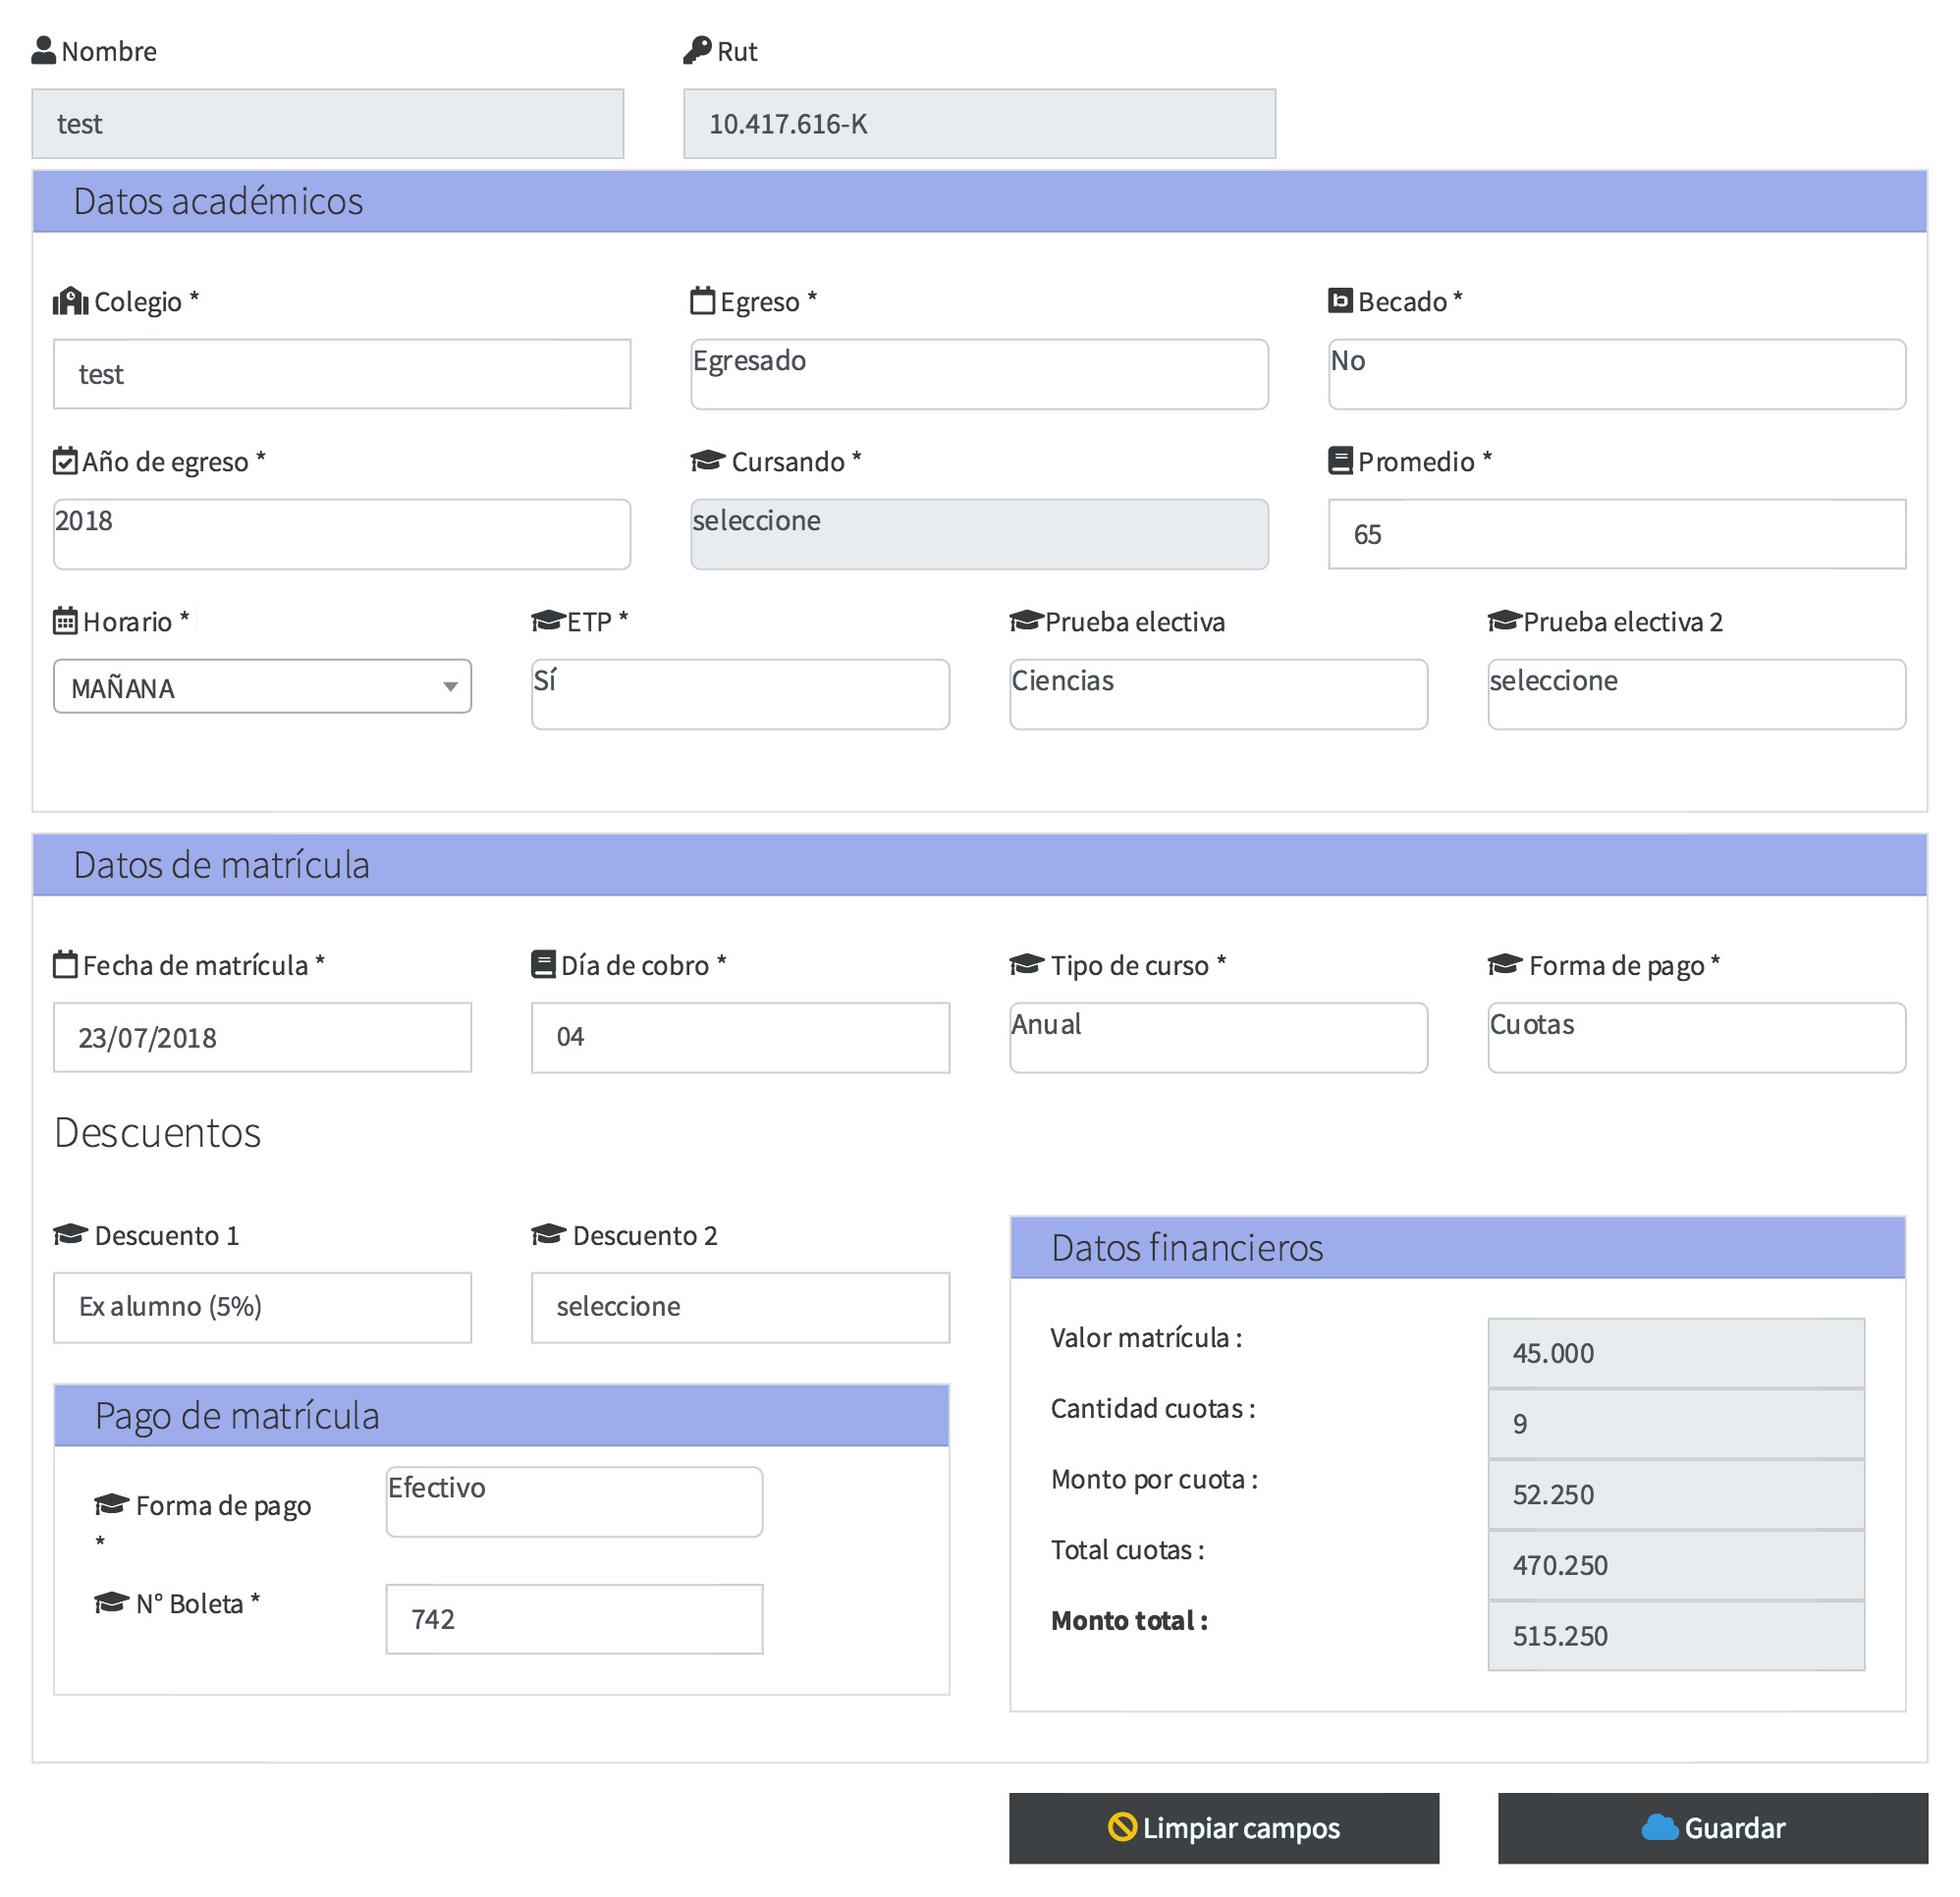 Nombre
Rut
test
10.417.616-K
Datos académicos
Colegio *
Egreso *
Becado *
test
Egresado
No
Año de egreso *
Cursando *
Promedio *
2018
seleccione
65
Horario *
ETP *
Prueba electiva
Prueba electiva 2
MAÑANA
Sí
Ciencias
seleccione
Datos de matrícula
Fecha de matrícula *
Día de cobro *
Tipo de curso *
Forma de pago *
23/07/2018
04
Anual
Cuotas
Descuentos
Descuento 1
Descuento 2
Ex alumno (5%)
seleccione
Pago de matrícula
Forma de pago
*
Efectivo
N° Boleta *
742
Datos financieros
Valor matrícula :
45.000
Cantidad cuotas :
9
Monto por cuota :
52.250
Total cuotas :
470.250
Monto total :
515.250
Limpiar campos
Guardar